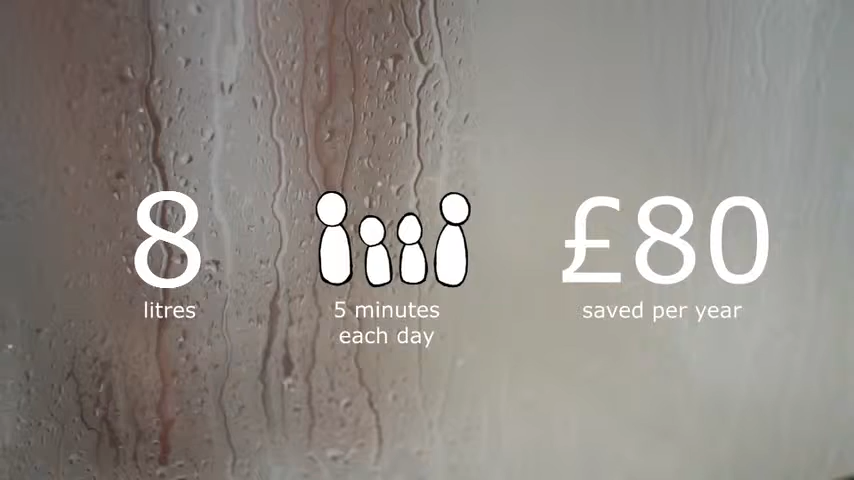 8
litres
5 minutes
each day
£80
saved per year